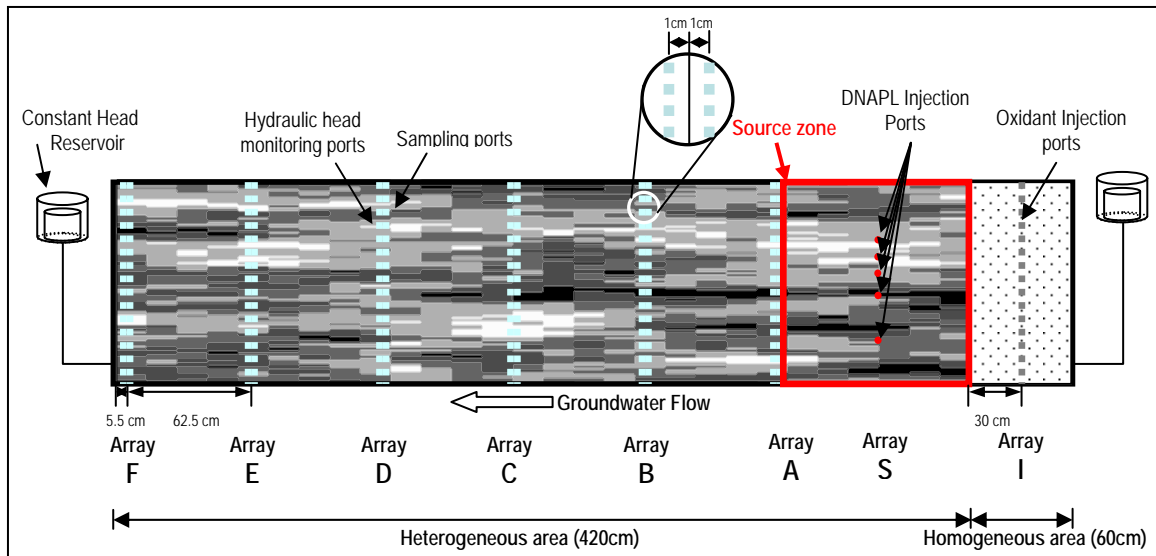 1cm 1cm
Constant Head
Reservoir
Hydraulic head
monitoring ports
Sampling ports
Source zone
DNAPL Injection
Ports
Oxidant Injection
ports
5.5 cm
62.5 cm
Groundwater Flow
30 cm
Array
F
Array
E
Array
D
Array
C
Array
B
Array
A
Array
S
Array
I
Heterogeneous area (420cm)
Homogeneous area (60cm)